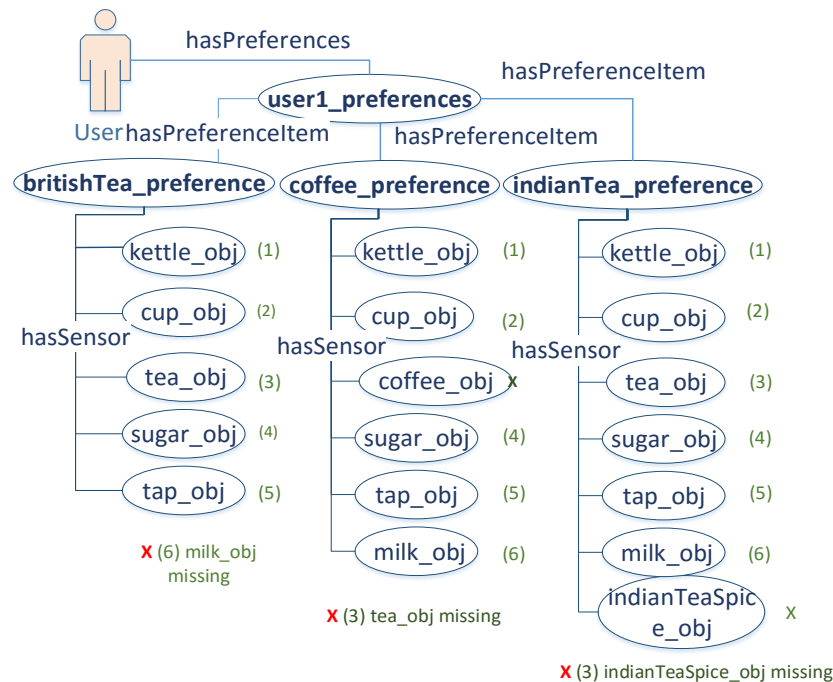 hasPreferences
hasPreferenceItem
user1_preferences
User
hasPreferenceItem
hasPreferenceItem
britishTea_preference
coffee_preference
indianTea_preference
kettle_obj (1)
cup_obj (2)
hasSensor
tea_obj (3)
sugar_obj (4)
tap_obj (5)
X (6) milk_obj
missing
kettle_obj (1)
cup_obj (2)
hasSensor
coffee_obj x
sugar_obj (4)
tap_obj (5)
milk_obj (6)
X (3) tea_obj missing
kettle_obj (1)
cup_obj (2)
hasSensor
tea_obj (3)
sugar_obj (4)
tap_obj (5)
milk_obj (6)
indianTeaSpic
e_obj X
X (3) indianTeaSpice_obj missing